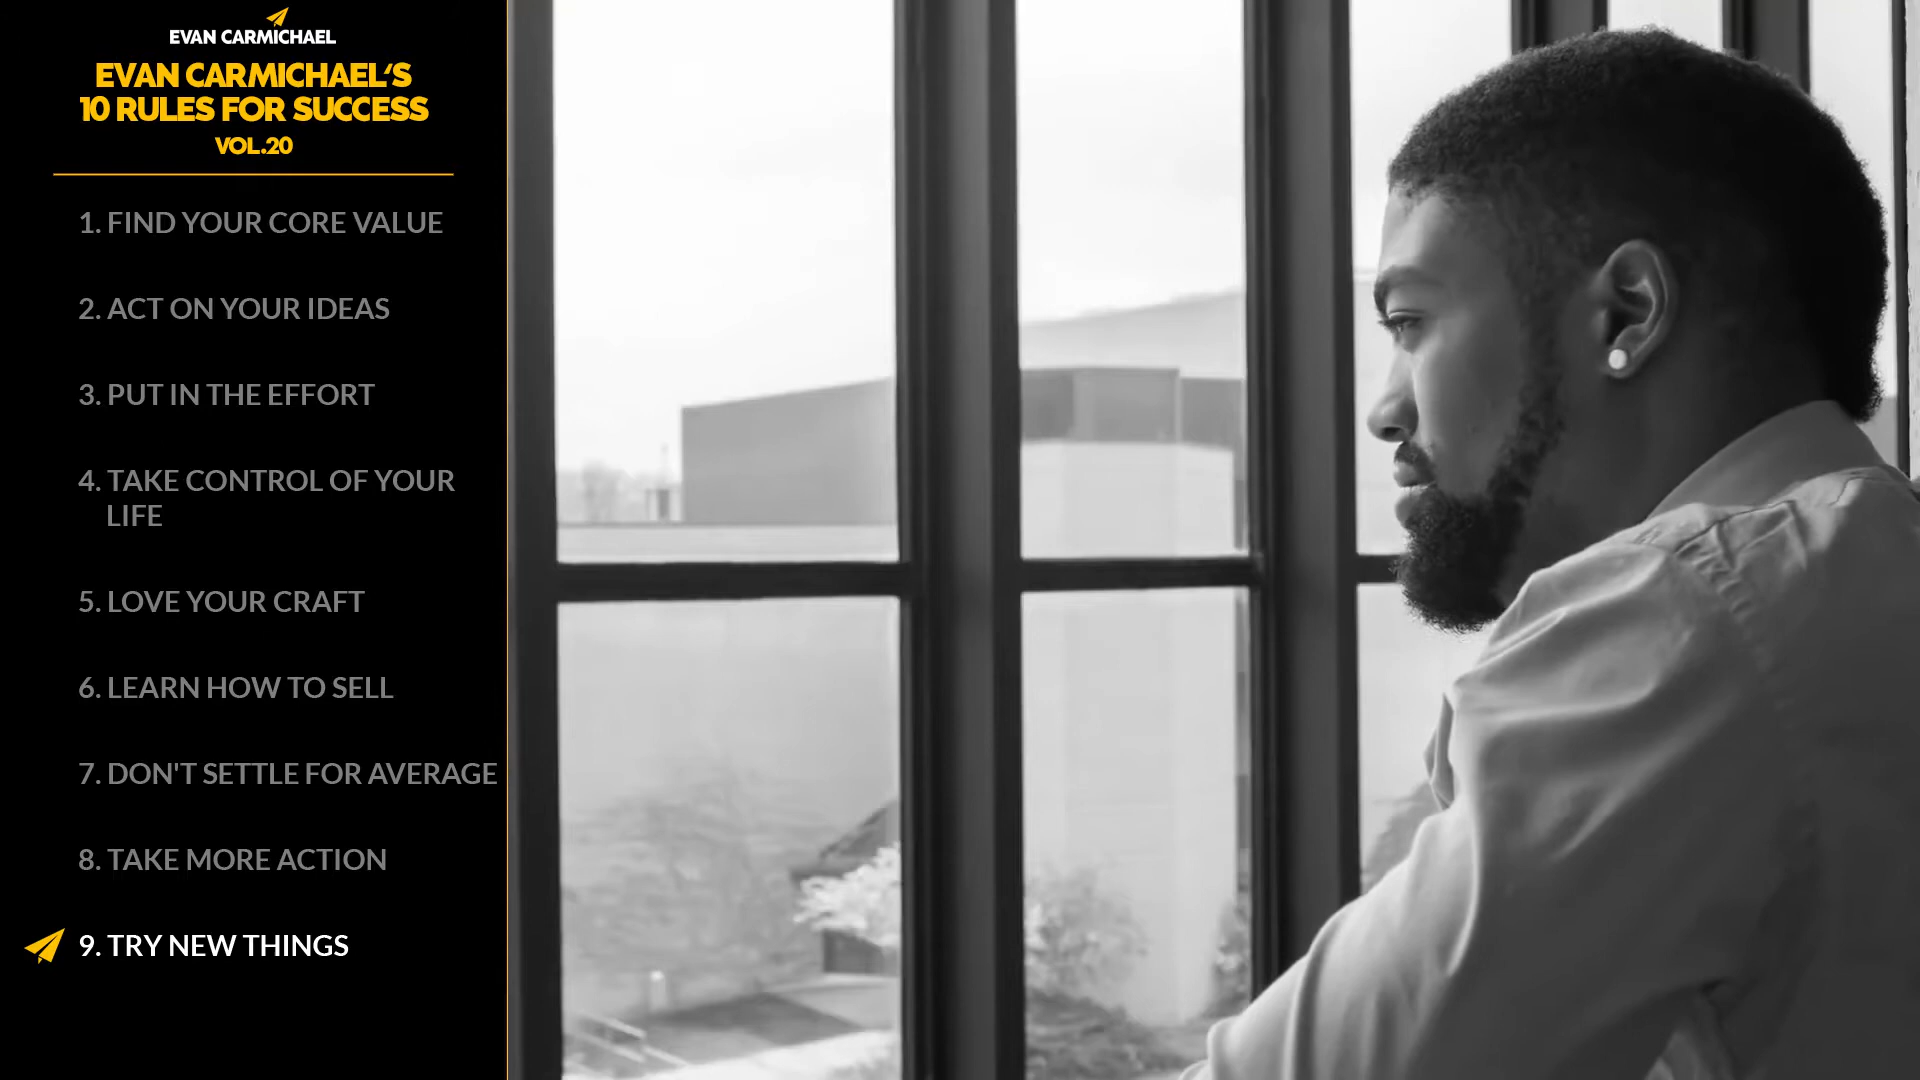 EVAN CARMICHAEL
EVAN CARMICHAEL'S
10 RULES FOR SUCCESS
VOL.20
1. FIND YOUR CORE VALUE
2. ACT ON YOUR IDEAS
3. PUT IN THE EFFORT
4. TAKE CONTROL OF YOUR
LIFE
5. LOVE YOUR CRAFT
6. LEARN HOW TO SELL
7. DON'T SETTLE FOR AVERAGE
8. TAKE MORE ACTION
9. TRY NEW THINGS